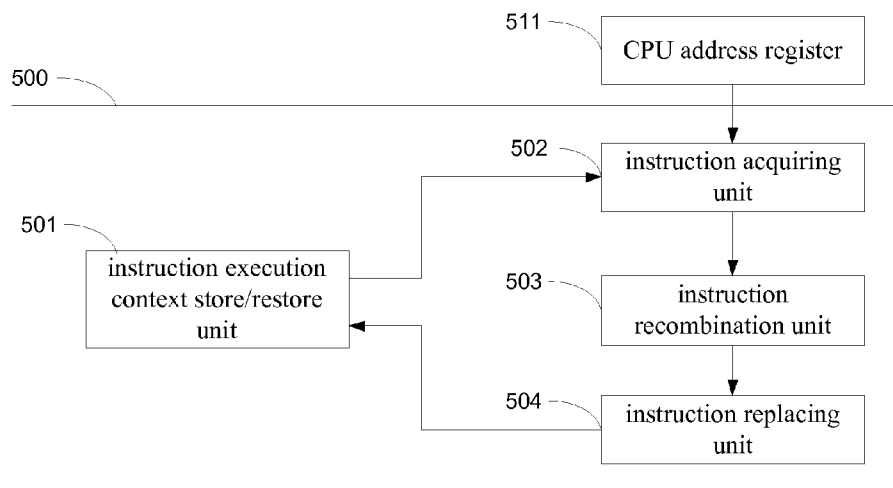 511
CPU address register
500
502
instruction acquiring
unit
501
instruction execution
context store/restore
unit
503
instruction
recombination unit
504
instruction replacing
unit